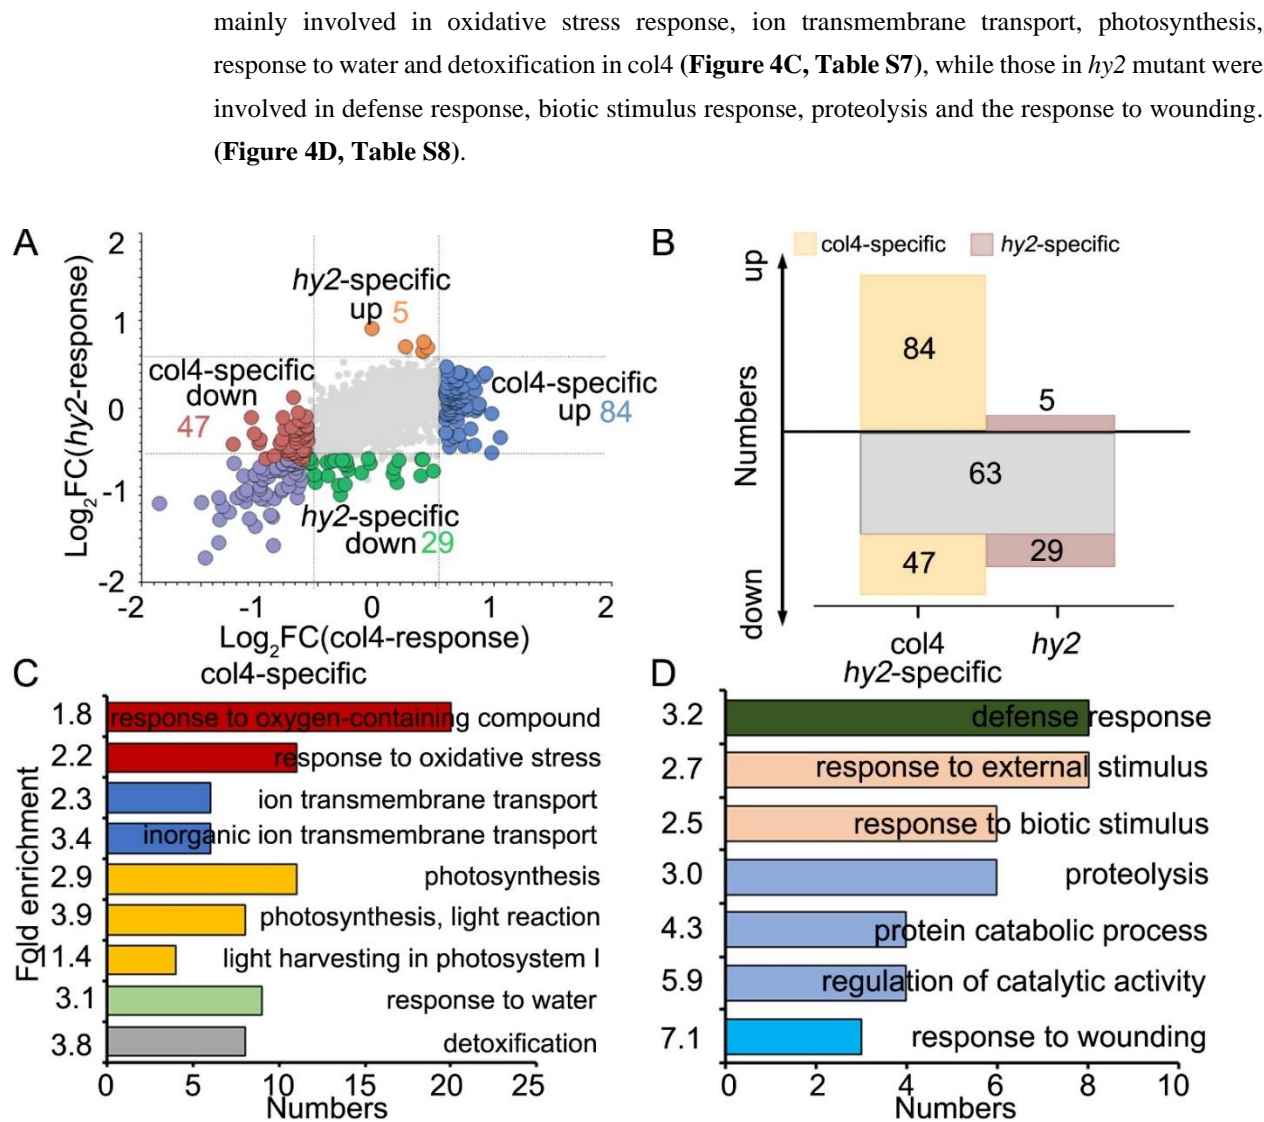 mainly involved in oxidative stress response, ion transmembrane transport, photosynthesis,
response to water and detoxification in col4 (Figure 4C, Table S7), while those in hy2 mutant were
involved in defense response, biotic stimulus response, proteolysis and the response to wounding.
(Figure 4D, Table S8).
A
Log2FC(hy2-response)
2
1
0
-1
-2
hy2-specific
up 5
col4-specific
down
47
col4-specific
up 84
hy2-specific
down 29
-2 -1 0 1 2
Log2FC(col4-response)
B
col4-specific hy2-specific
up
Numbers
down
84
5
63
47
29
col4 hy2
C
col4-specific
Fold enrichment
1.8 response to oxygen-containing compound
2.2 response to oxidative stress
2.3 ion transmembrane transport
3.4 inorganic ion transmembrane transport
2.9 photosynthesis
3.9 photosynthesis, light reaction
11.4 light harvesting in photosystem I
3.1 response to water
3.8 detoxification
0 5 10 15 20 25
Numbers
D
hy2-specific
3.2 defense response
2.7 response to external stimulus
2.5 response to biotic stimulus
3.0 proteolysis
4.3 protein catabolic process
5.9 regulation of catalytic activity
7.1 response to wounding
0 2 4 6 8 10
Numbers